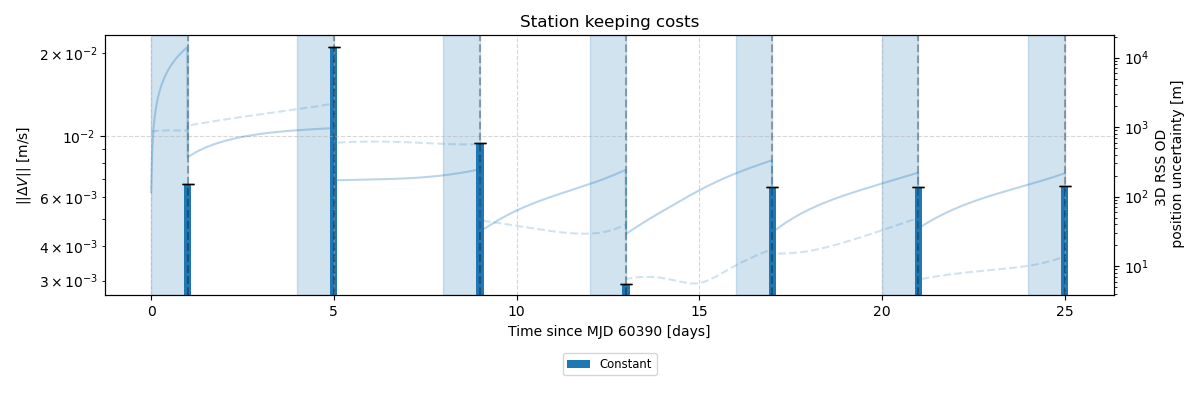 Station keeping costs
||ΔV|| [m/s]
2 × 10⁻²
10⁻²
6 × 10⁻³
4 × 10⁻³
3 × 10⁻³
10⁴
10³
10²
10¹
3D RSS OD
position uncertainty [m]
0 5 10 15 20 25
Time since MJD 60390 [days]
Constant